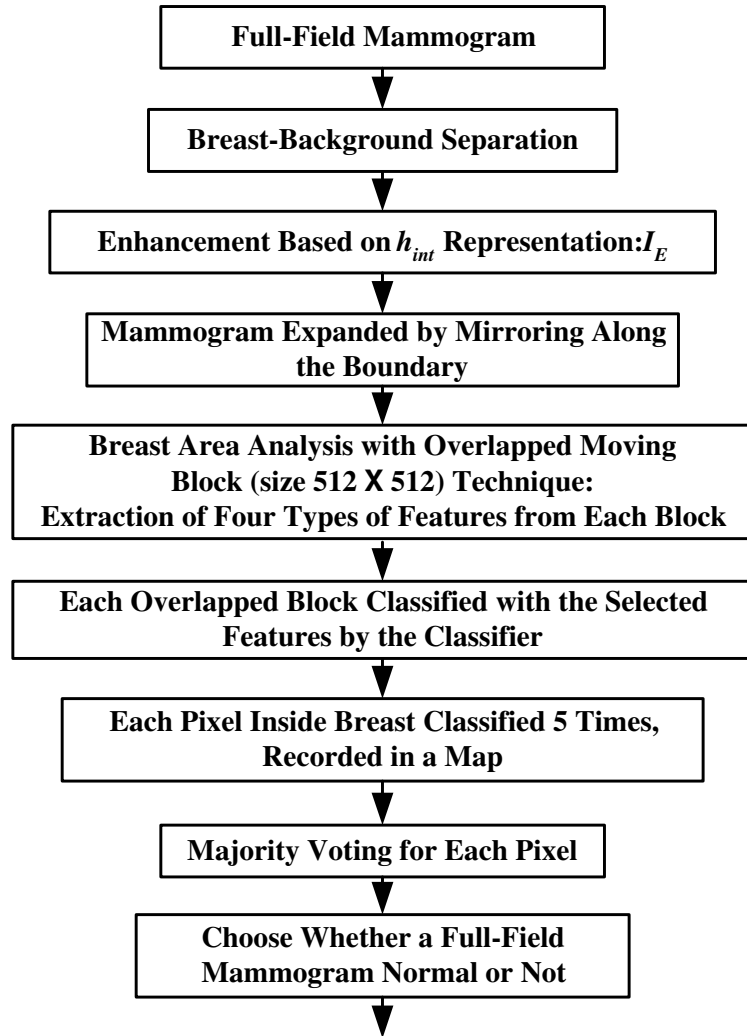 Full-Field Mammogram
Breast-Background Separation
Enhancement Based on h_int Representation:I_E
Mammogram Expanded by Mirroring Along
the Boundary
Breast Area Analysis with Overlapped Moving
Block (size 512 X 512) Technique:
Extraction of Four Types of Features from Each Block
Each Overlapped Block Classified with the Selected
Features by the Classifier
Each Pixel Inside Breast Classified 5 Times,
Recorded in a Map
Majority Voting for Each Pixel
Choose Whether a Full-Field
Mammogram Normal or Not